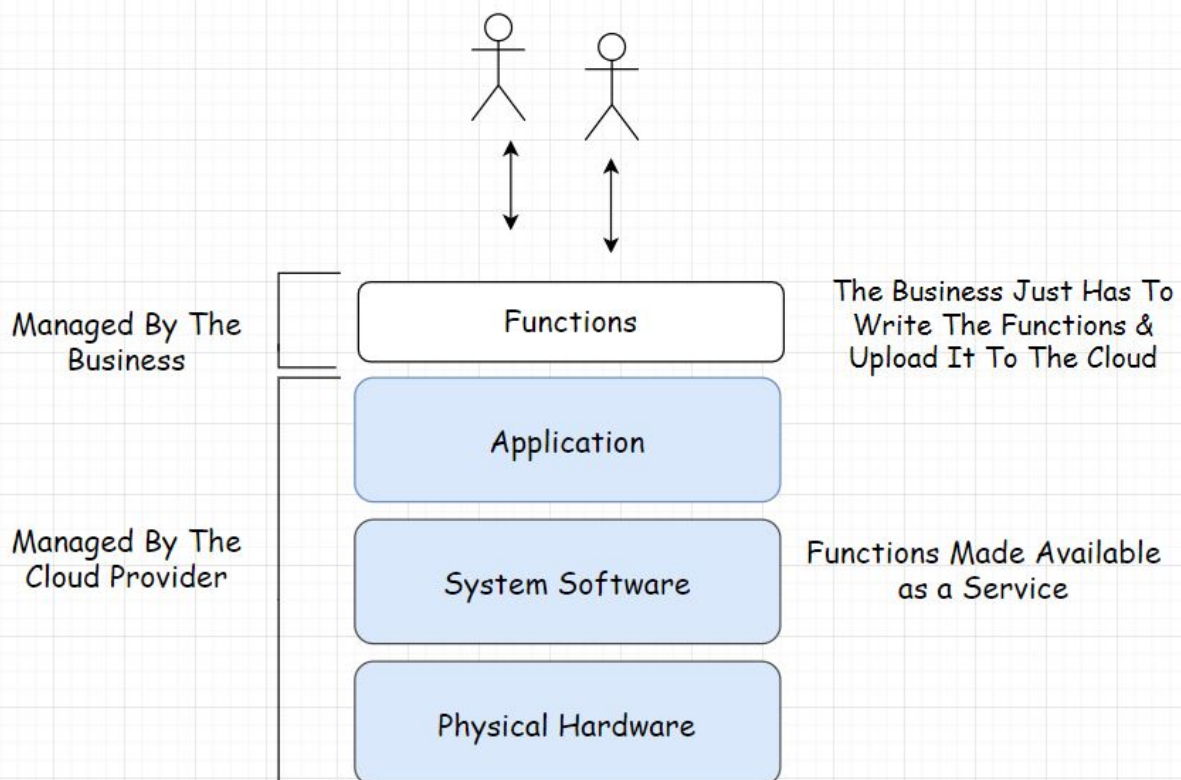 Managed By The
Business
Functions
The Business Just Has To
Write The Functions &
Upload It To The Cloud
Application
Managed By The
Cloud Provider
System Software
Functions Made Available
as a Service
Physical Hardware